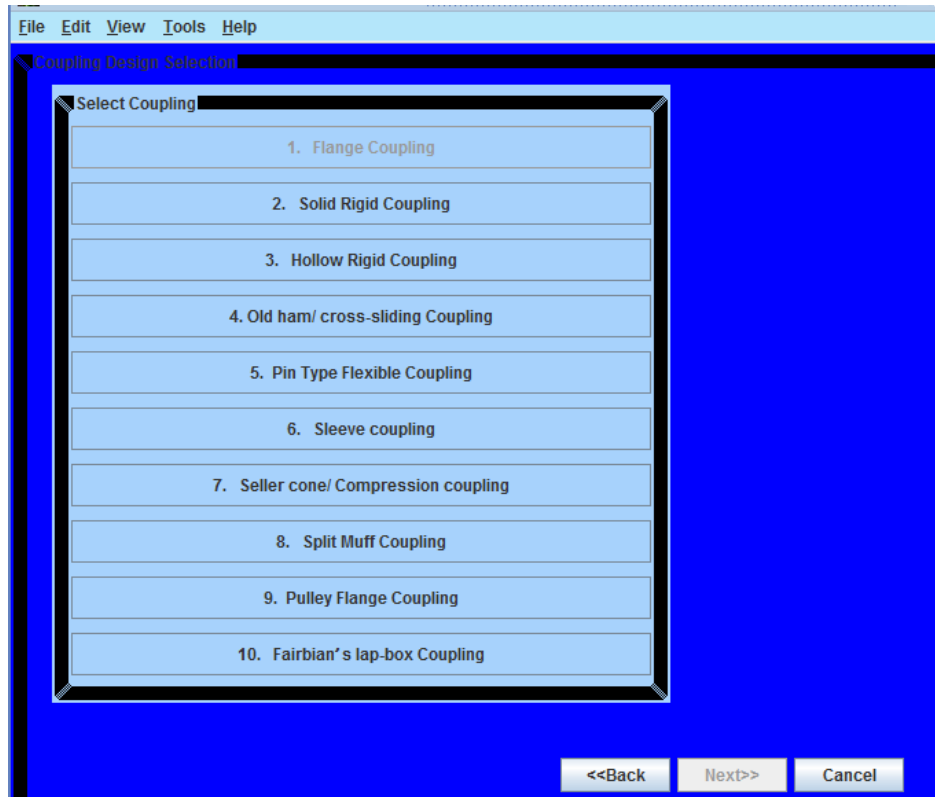 File Edit View Tools Help
Coupling Design Selection
Select Coupling
1. Flange Coupling
2. Solid Rigid Coupling
3. Hollow Rigid Coupling
4. Old ham/ cross-sliding Coupling
5. Pin Type Flexible Coupling
6. Sleeve coupling
7. Seller cone/ Compression coupling
8. Split Muff Coupling
9. Pulley Flange Coupling
10. Fairbian's lap-box Coupling
<<Back Next>> Cancel